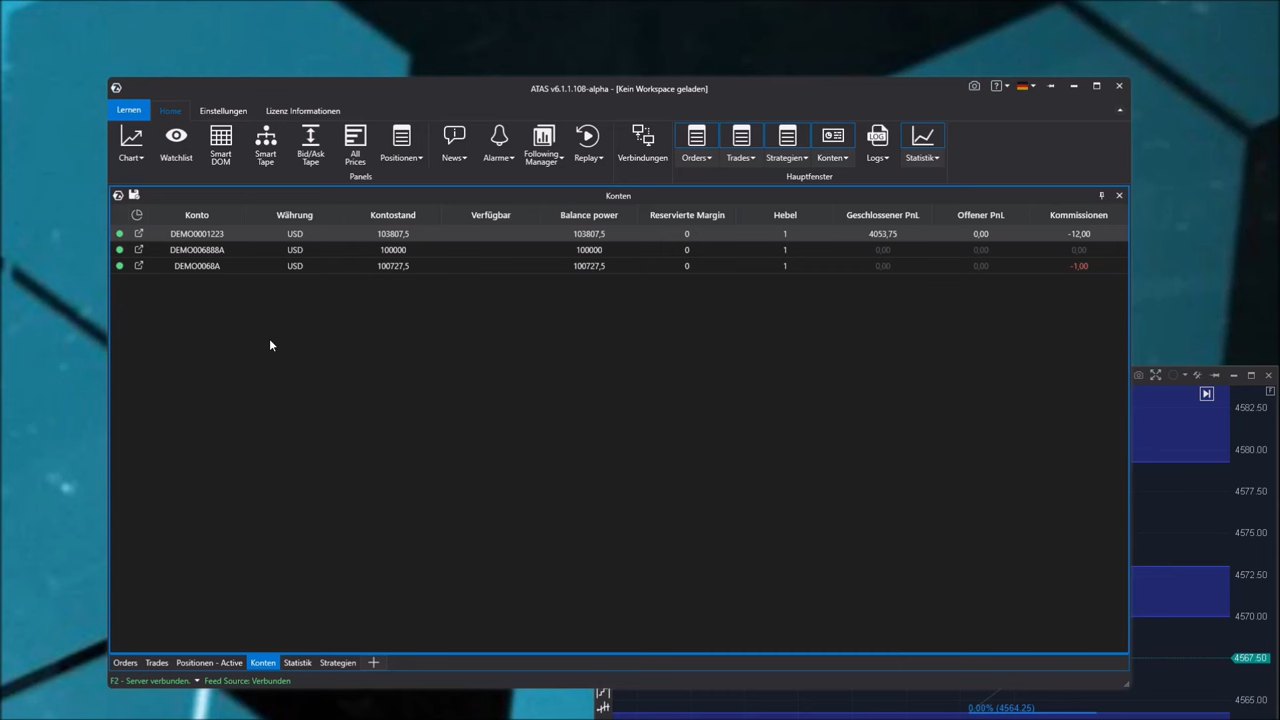 ATAS v6.1.1.108-alpha - [Kein Workspace geladen]
Lernen Home Einstellungen Lizenz Informationen
Chart Watchlist Smart DOM Smart Tape Bid/Ask Tape All Prices Positionen News Alarme Following Manager Replay Verbindungen Orders Trades Strategien Konten LOG Logs Statistik
Panels Hauptfenster
Konten
Konto Währung Kontostand Verfügbar Balance power Reservierte Margin Hebel Geschlossener PnL Offener PnL Kommissionen
DEMO0001223 USD 103807,5 103807,5 0 1 4053,75 0,00 -12,00
DEMO006888A USD 100000 100000 0 1 0,00 0,00 0,00
DEMO0068A USD 100727,5 100727,5 0 1 0,00 0,00 -1,00
F
4582.50
4580.00
4577.50
4575.00
4572.50
4570.00
4567.50
4565.00
Orders Trades Positionen - Active Konten Statistik Strategien
F2 - Server verbunden. Feed Source: Verbunden
0.00% (4564.25)